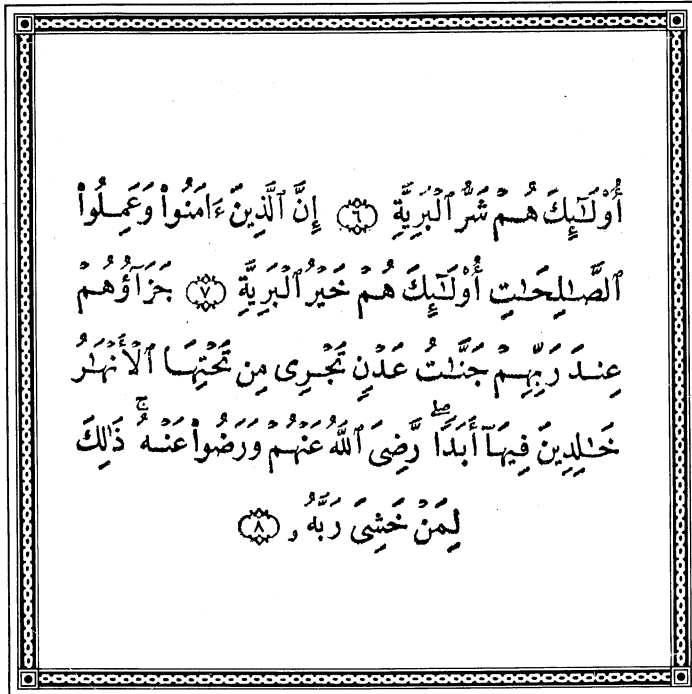 أُوْلَٰٓئِكَ هُمْ شَرُّ ٱلْبَرِيَّةِ ﴿٦﴾ إِنَّ ٱلَّذِينَ ءَامَنُوا۟ وَعَمِلُوا۟
ٱلصَّٰلِحَٰتِ أُوْلَٰٓئِكَ هُمْ خَيْرُ ٱلْبَرِيَّةِ ﴿٧﴾ جَزَآؤُهُمْ
عِندَ رَبِّهِمْ جَنَّٰتُ عَدْنٍ تَجْرِى مِن تَحْتِهَا ٱلْأَنْهَٰرُ
خَٰلِدِينَ فِيهَآ أَبَدًا ۖ رَّضِىَ ٱللَّهُ عَنْهُمْ وَرَضُوا۟ عَنْهُ ۚ ذَٰلِكَ
لِمَنْ خَشِىَ رَبَّهُۥ ﴿٨﴾